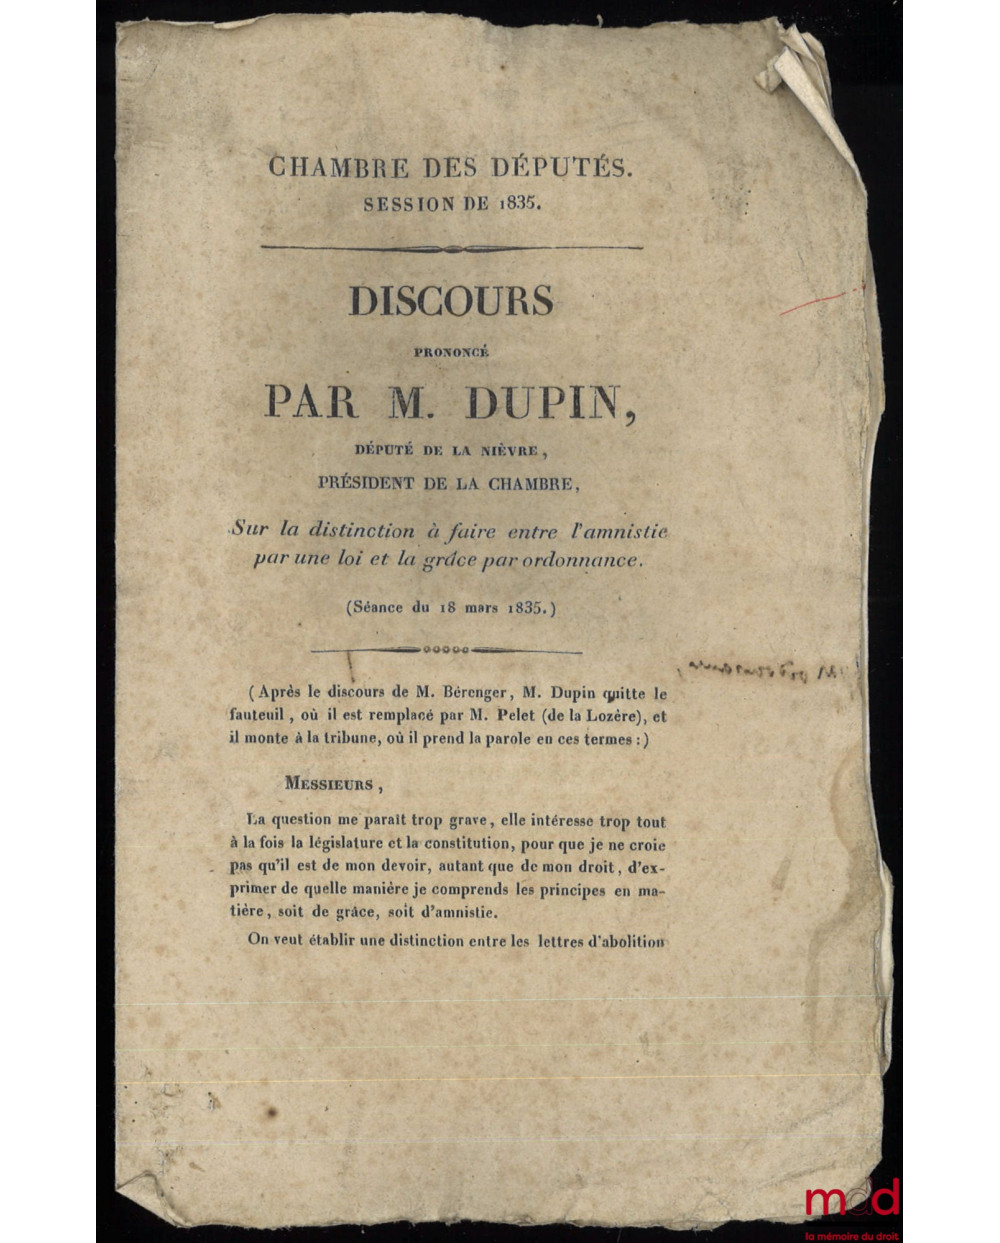 CHAMBRE DES DÉPUTÉS.
SESSION DE 1835.
DISCOURS
PRONONCÉ
PAR M. DUPIN,
DÉPUTÉ DE LA NIÈVRE,
PRÉSIDENT DE LA CHAMBRE,
Sur la distinction à faire entre l'amnistie
par une loi et la grâce par ordonnance.
(Séance du 18 mars 1835.)
(Après le discours de M. Bérenger, M. Dupin quitte le
fauteuil, où il est remplacé par M. Pelet (de la Lozère), et
il monte à la tribune, où il prend la parole en ces termes :)
MESSIEURS,
La question me paraît trop grave, elle intéresse trop tout
à la fois la législature et la constitution, pour que je ne croie
pas qu'il est de mon devoir, autant que de mon droit, d'ex-
primer de quelle manière je comprends les principes en ma-
tière, soit de grâce, soit d'amnistie.
On veut établir une distinction entre les lettres d'abolition
mdd
la mémoire du droit